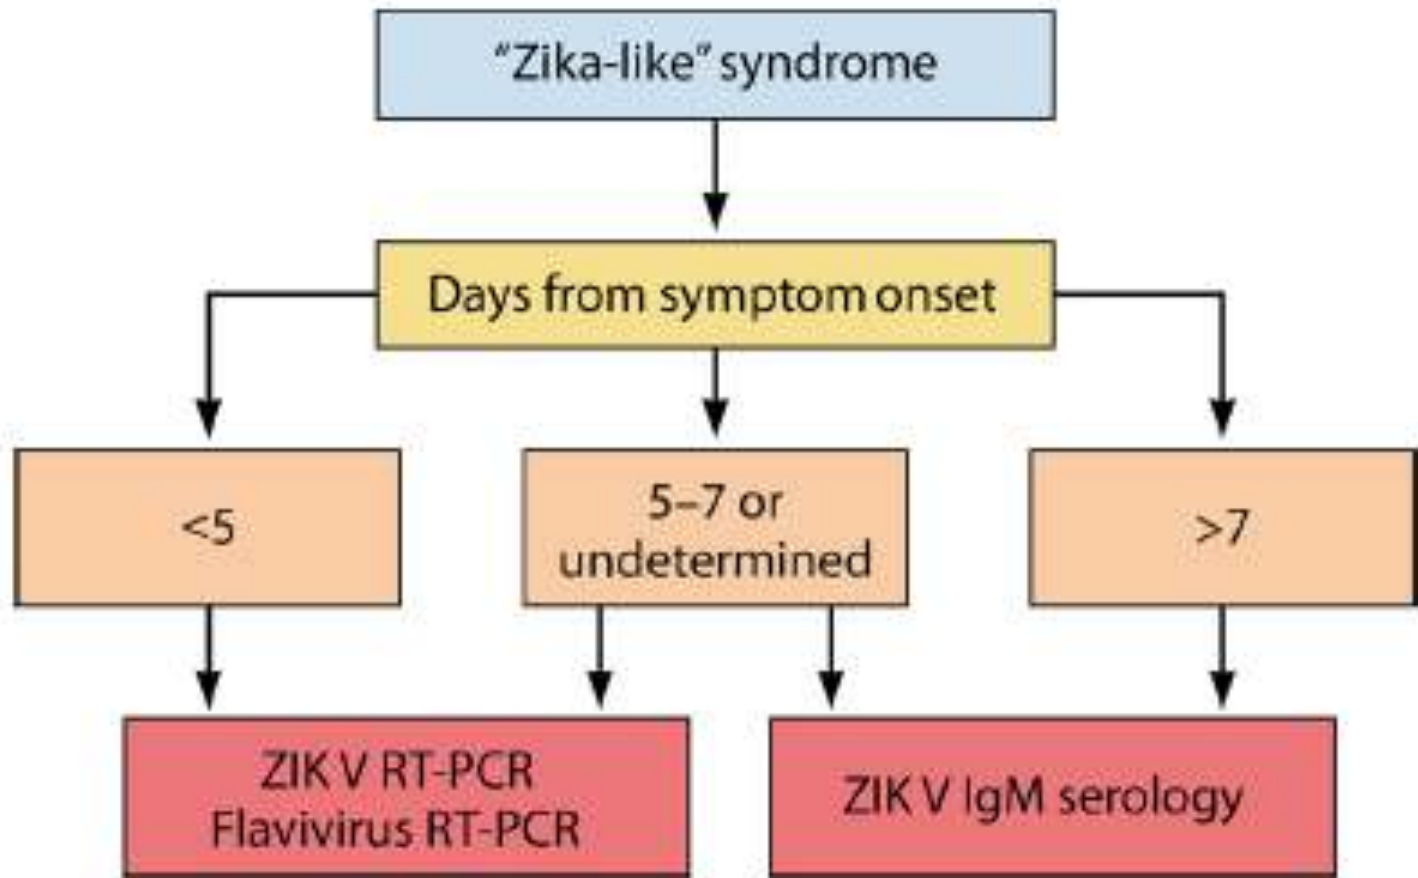 “Zika-like” syndrome
Days from symptom onset
<5
5–7 or
undetermined
>7
ZIK V RT-PCR
Flavivirus RT-PCR
ZIK V IgM serology